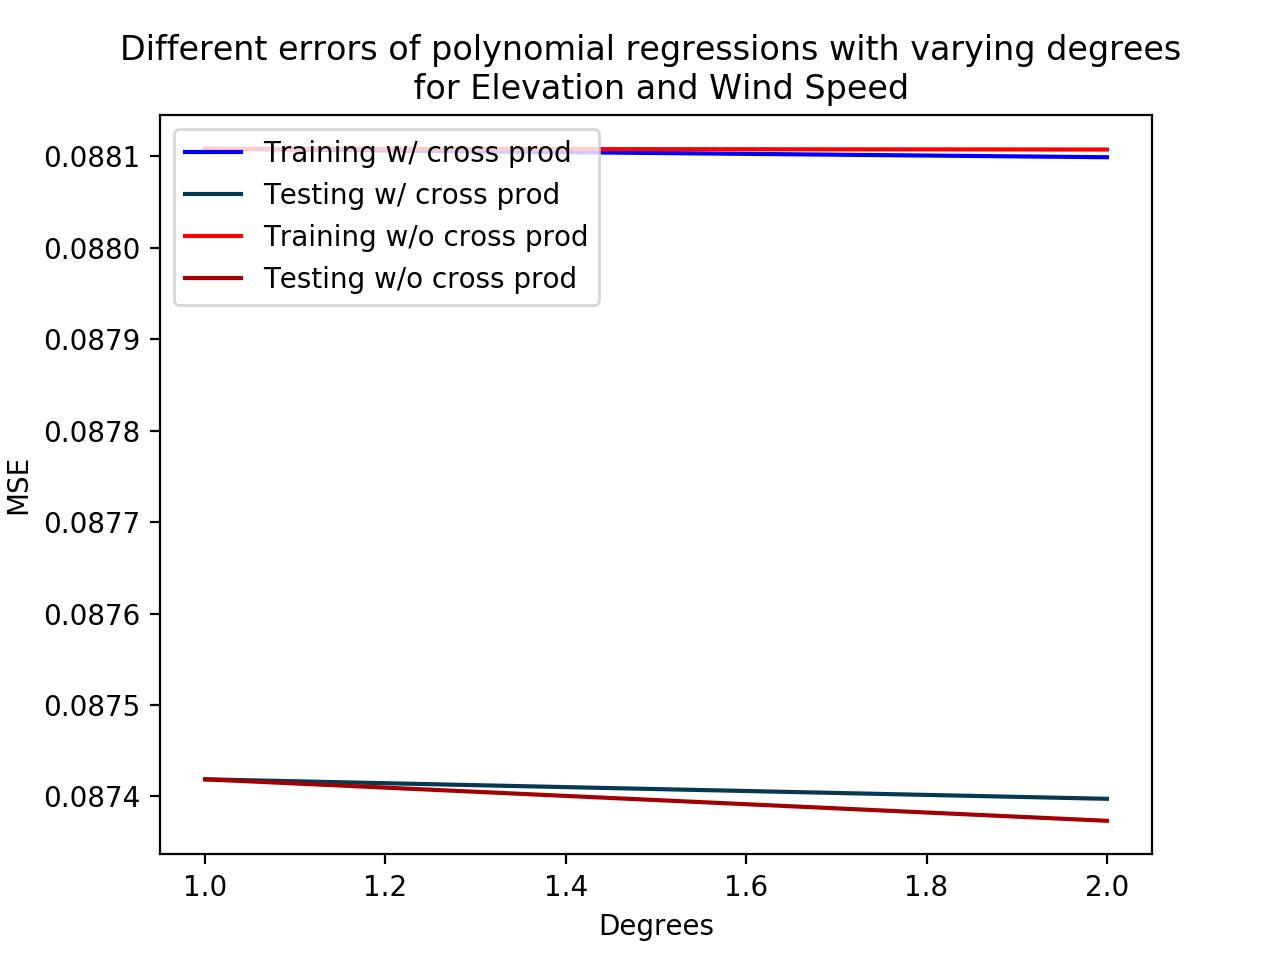 Different errors of polynomial regressions with varying degrees
for Elevation and Wind Speed
Training w/ cross prod
Testing w/ cross prod
Training w/o cross prod
Testing w/o cross prod
0.0881
0.0880
0.0879
0.0878
0.0877
0.0876
0.0875
0.0874
MSE
1.0 1.2 1.4 1.6 1.8 2.0
Degrees